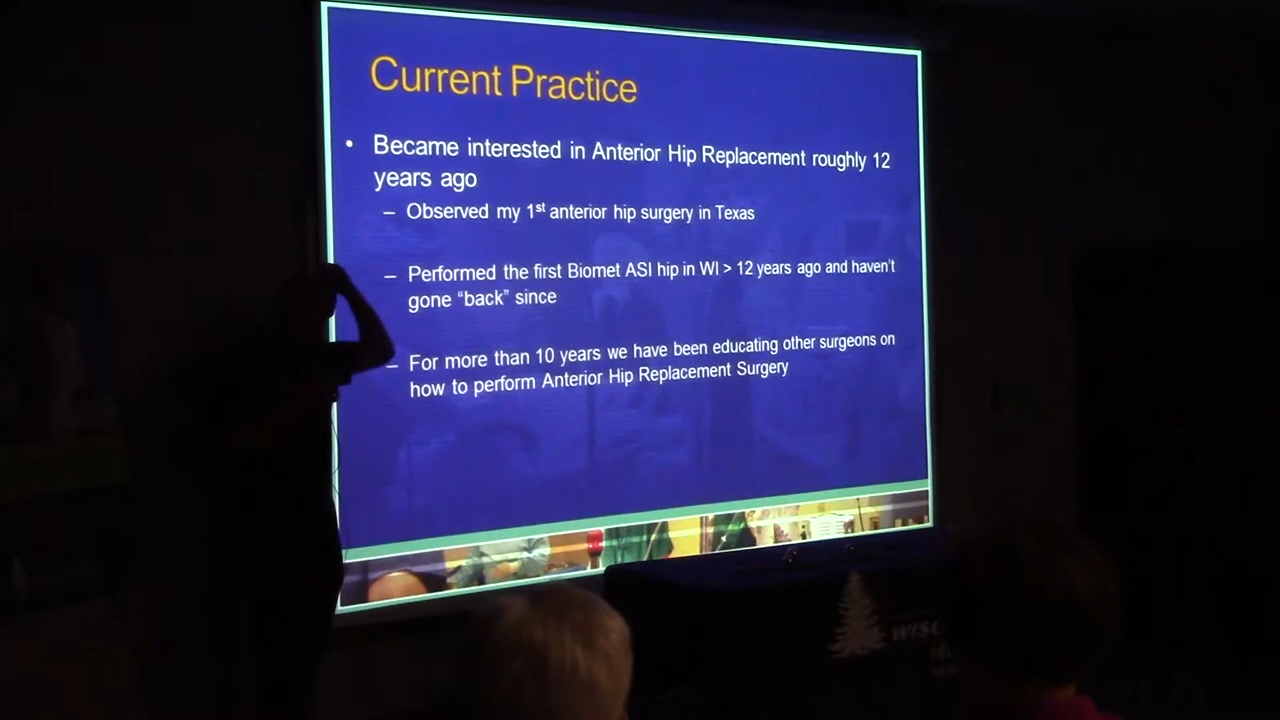 Current Practice
• Became interested in Anterior Hip Replacement roughly 12
years ago
– Observed my 1st anterior hip surgery in Texas
– Performed the first Biomet ASI hip in WI > 12 years ago and haven't
gone "back" since
– For more than 10 years we have been educating other surgeons on
how to perform Anterior Hip Replacement Surgery